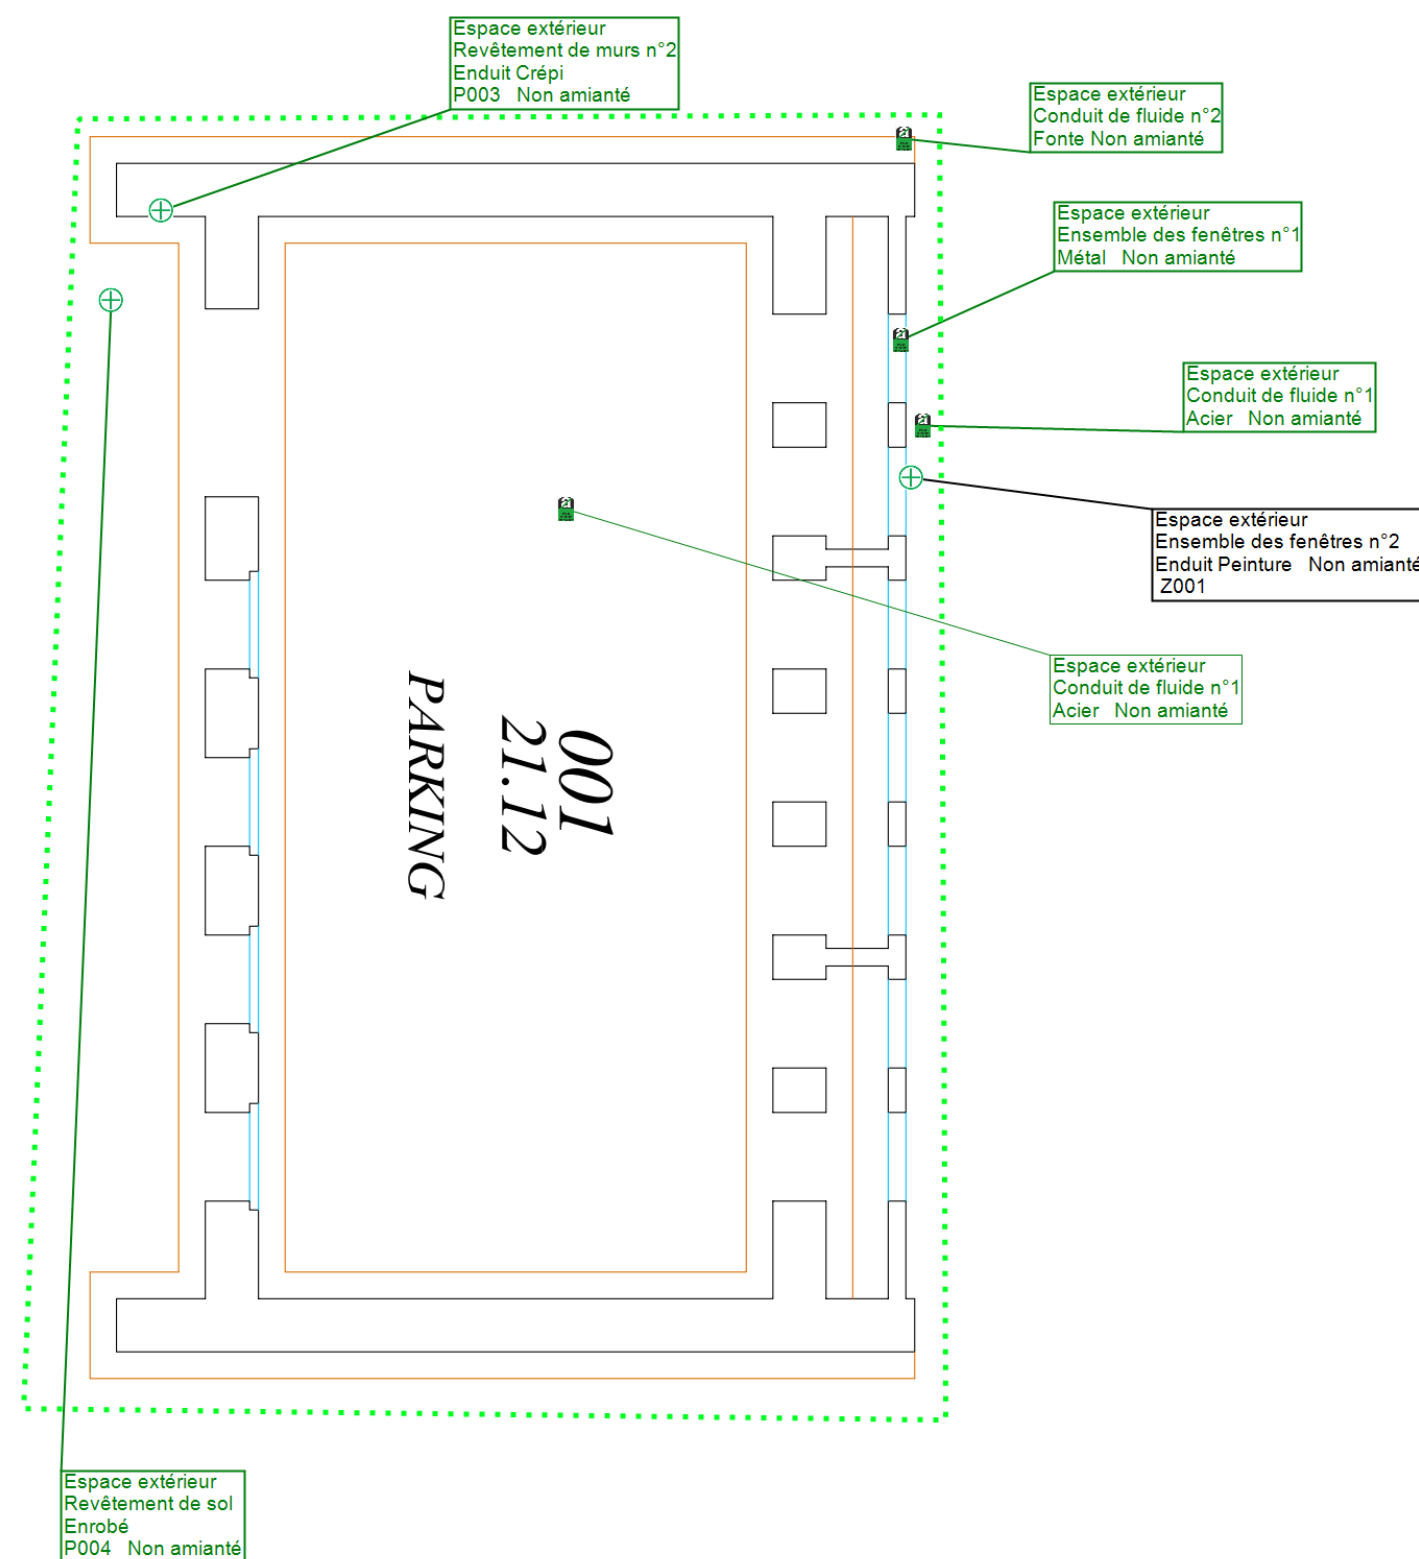 Espace extérieur
Revêtement de murs n°2
Enduit Crépi
P003 Non amianté
Espace extérieur
Conduit de fluide n°2
Fonte Non amianté
Espace extérieur
Ensemble des fenêtres n°1
Métal Non amianté
Espace extérieur
Conduit de fluide n°1
Acier Non amianté
Espace extérieur
Ensemble des fenêtres n°2
Enduit Peinture Non amianté
Z001
Espace extérieur
Conduit de fluide n°1
Acier Non amianté
001
21.12
PARKING
Espace extérieur
Revêtement de sol
Enrobé
P004 Non amianté